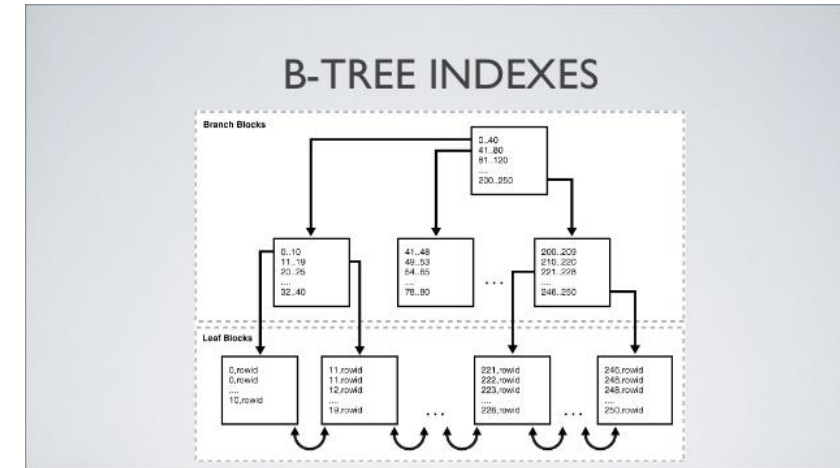 B-TREE INDEXES
Branch Blocks
0..40
41..80
81..120
....
200..250
0..10
11..19
20..25
....
32..40
41..48
49..53
54..65
....
78..80
...
200..209
210..220
221..228
....
246..250
Leaf Blocks
0,rowid
0,rowid
....
10,rowid
11,rowid
11,rowid
12,rowid
....
19,rowid
...
221,rowid
222,rowid
223,rowid
....
228,rowid
...
246,rowid
248,rowid
248,rowid
....
250,rowid